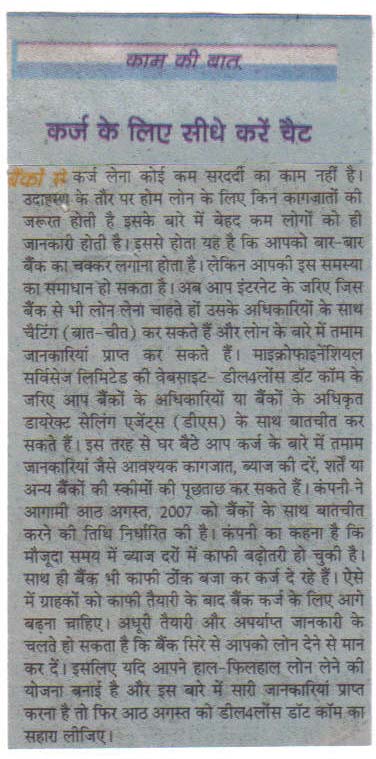 काम की बात
कर्ज के लिए सीधे करें चैट
बैंकों से कर्ज लेना कोई कम सरदर्दी का काम नहीं है।
उदाहरण के तौर पर होम लोन के लिए किन कागजातों की
जरूरत होती है इसके बारे में बेहद कम लोगों को ही
जानकारी होती है। इससे होता यह है कि आपको बार-बार
बैंक का चक्कर लगाना होता है। लेकिन आपकी इस समस्या
का समाधान हो सकता है। अब आप इंटरनेट के जरिए जिस
बैंक से भी लोन लेना चाहते हों उसके अधिकारियों के साथ
चैटिंग (बात-चीत) कर सकते हैं और लोन के बारे में तमाम
जानकारियां प्राप्त कर सकते हैं। माइक्रोफाइनेंशियल
सर्विसेज लिमिटेड की वेबसाइट- डील4लोंस डॉट कॉम के
जरिए आप बैंकों के अधिकारियों या बैंकों के अधिकृत
डायरेक्ट सेलिंग एजेंट्स (डीएस) के साथ बातचीत कर
सकते हैं। इस तरह से घर बैठे आप कर्ज के बारे में तमाम
जानकारियां जैसे आवश्यक कागजात, ब्याज की दरें, शर्तें या
अन्य बैंकों की स्कीमों की पूछताछ कर सकते हैं। कंपनी ने
आगामी आठ अगस्त, 2007 को बैंकों के साथ बातचीत
करने की तिथि निर्धारित की है। कंपनी का कहना है कि
मौजूदा समय में ब्याज दरों में काफी बढ़ोतरी हो चुकी है।
साथ ही बैंक भी काफी ठोंक बजा कर कर्ज दे रहे हैं। ऐसे
में ग्राहकों को काफी तैयारी के बाद बैंक कर्ज के लिए आगे
बढ़ना चाहिए। अधूरी तैयारी और अपर्याप्त जानकारी के
चलते हो सकता है कि बैंक सिरे से आपको लोन देने से मान
कर दें। इसलिए यदि आपने हाल-फिलहाल लोन लेने की
योजना बनाई है और इस बारे में सारी जानकारियां प्राप्त
करना है तो फिर आठ अगस्त को डील4लोंस डॉट कॉम का
सहारा लीजिए।